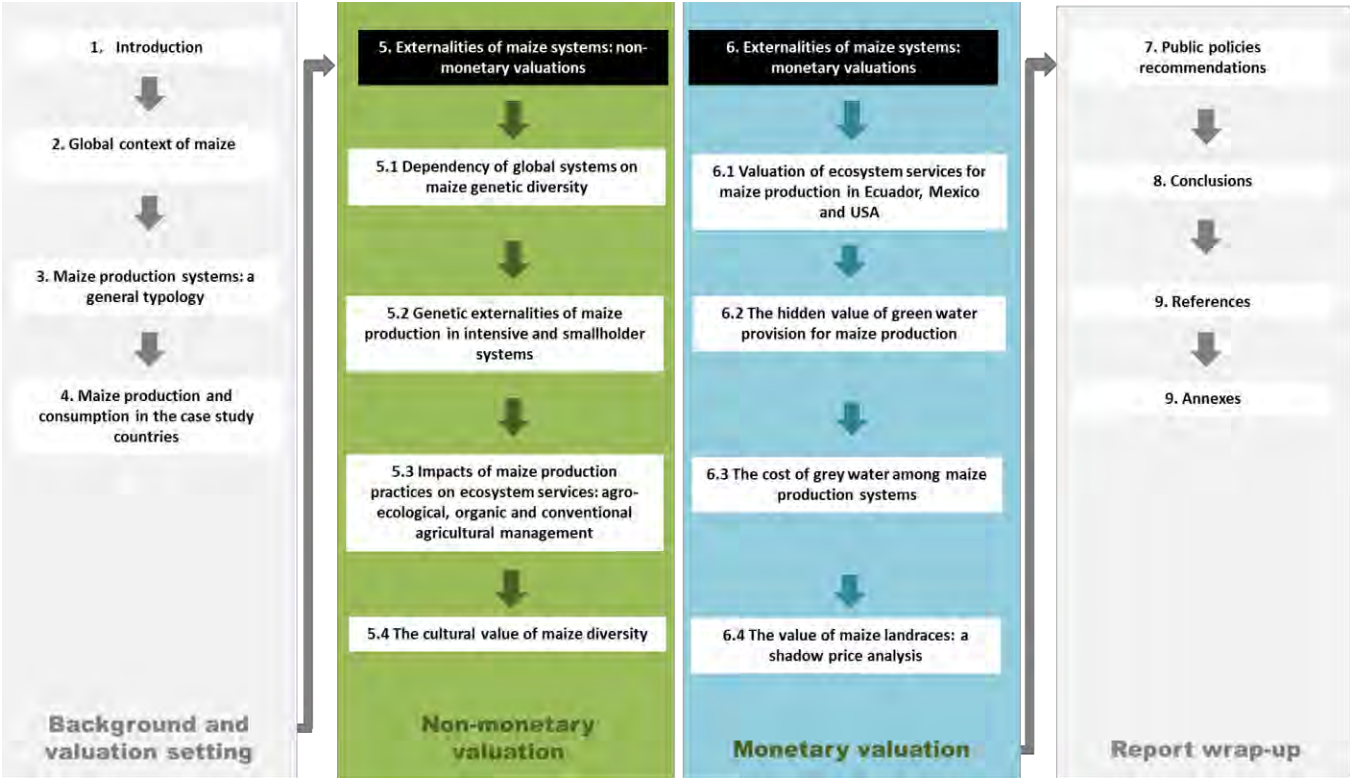 1. Introduction
2. Global context of maize
3. Maize production systems: a
general typology
4. Maize production and
consumption in the case study
countries
Background and
valuation setting
5. Externalities of maize systems: non-
monetary valuations
5.1 Dependency of global systems on
maize genetic diversity
5.2 Genetic externalities of maize
production in intensive and smallholder
systems
5.3 Impacts of maize production
practices on ecosystem services: agro-
ecological, organic and conventional
agricultural management
5.4 The cultural value of maize diversity
Non-monetary
valuation
6. Externalities of maize systems:
monetary valuations
6.1 Valuation of ecosystem services for
maize production in Ecuador, Mexico
and USA
6.2 The hidden value of green water
provision for maize production
6.3 The cost of grey water among maize
production systems
6.4 The value of maize landraces: a
shadow price analysis
Monetary valuation
7. Public policies
recommendations
8. Conclusions
9. References
9. Annexes
Report wrap-up